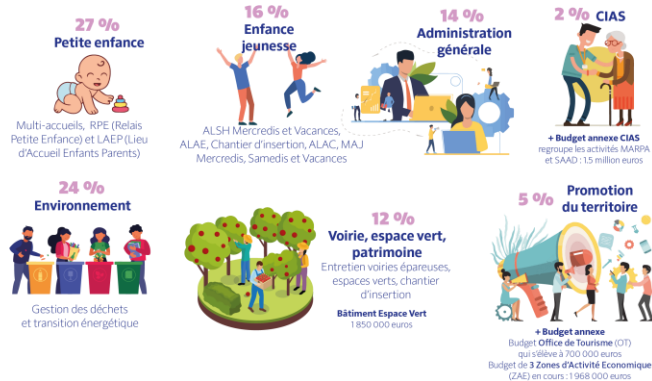 27 %
Petite enfance
Multi-accueils, RPE (Relais
Petite Enfance) et LAEP (Lieu
d'Accueil Enfants Parents)
16 %
Enfance
jeunesse
ALSH Mercredis et Vacances,
ALAE, Chantier d'insertion, ALAC, MAJ
Mercredis, Samedis et Vacances
14 %
Administration
générale
2 % CIAS
+ Budget annexe CIAS
regroupe les activités MARPA
et SAAD : 1.5 million euros
24 %
Environnement
Gestion des déchets
et transition énergétique
12 %
Voirie, espace vert,
patrimoine
Entretien voiries épareuses,
espaces verts, chantier
d'insertion
Bâtiment Espace Vert
1 850 000 euros
5 % Promotion
du territoire
+ Budget annexe
Budget Office de Tourisme (OT)
qui s'élève à 700 000 euros
Budget de 3 Zones d'Activité Economique
(ZAE) en cours : 1 968 000 euros